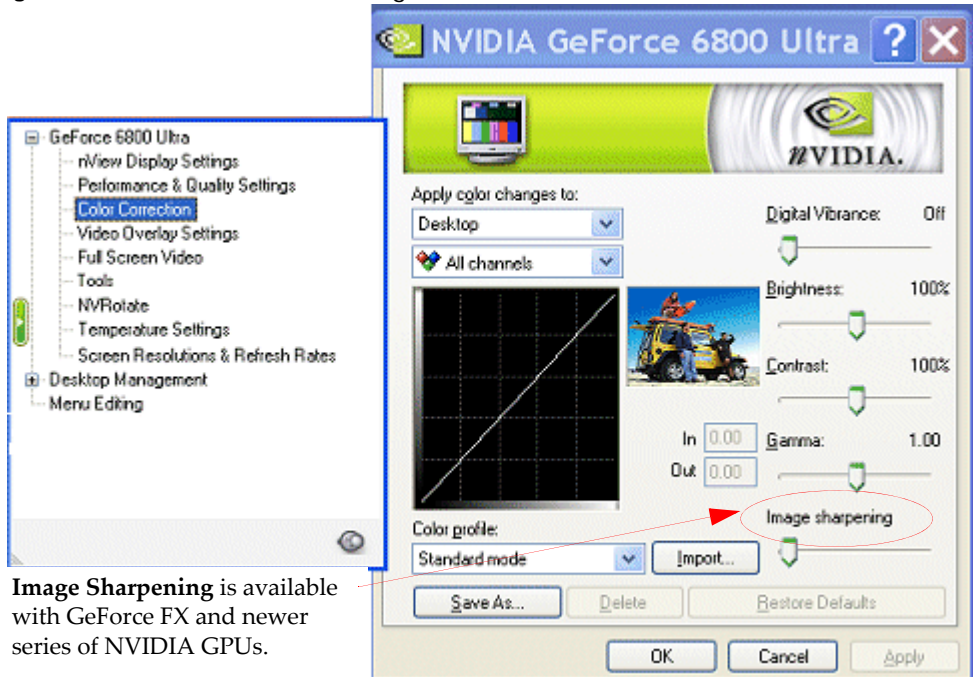 NVIDIA GeForce 6800 Ultra
GeForce 6800 Ultra
nView Display Settings
Performance & Quality Settings
Color Correction
Video Overlay Settings
Full Screen Video
Tools
NVRotate
Temperature Settings
Screen Resolutions & Refresh Rates
Desktop Management
Menu Editing
nVIDIA.
Apply color changes to:
Desktop
All channels
Digital Vibrance: Off
Brightness: 100%
Contrast: 100%
In 0.00
Out 0.00
Gamma: 1.00
Image sharpening
Color profile:
Standard mode
Import...
Save As...
Delete
Restore Defaults
OK
Cancel
Apply
Image Sharpening is available
with GeForce FX and newer
series of NVIDIA GPUs.